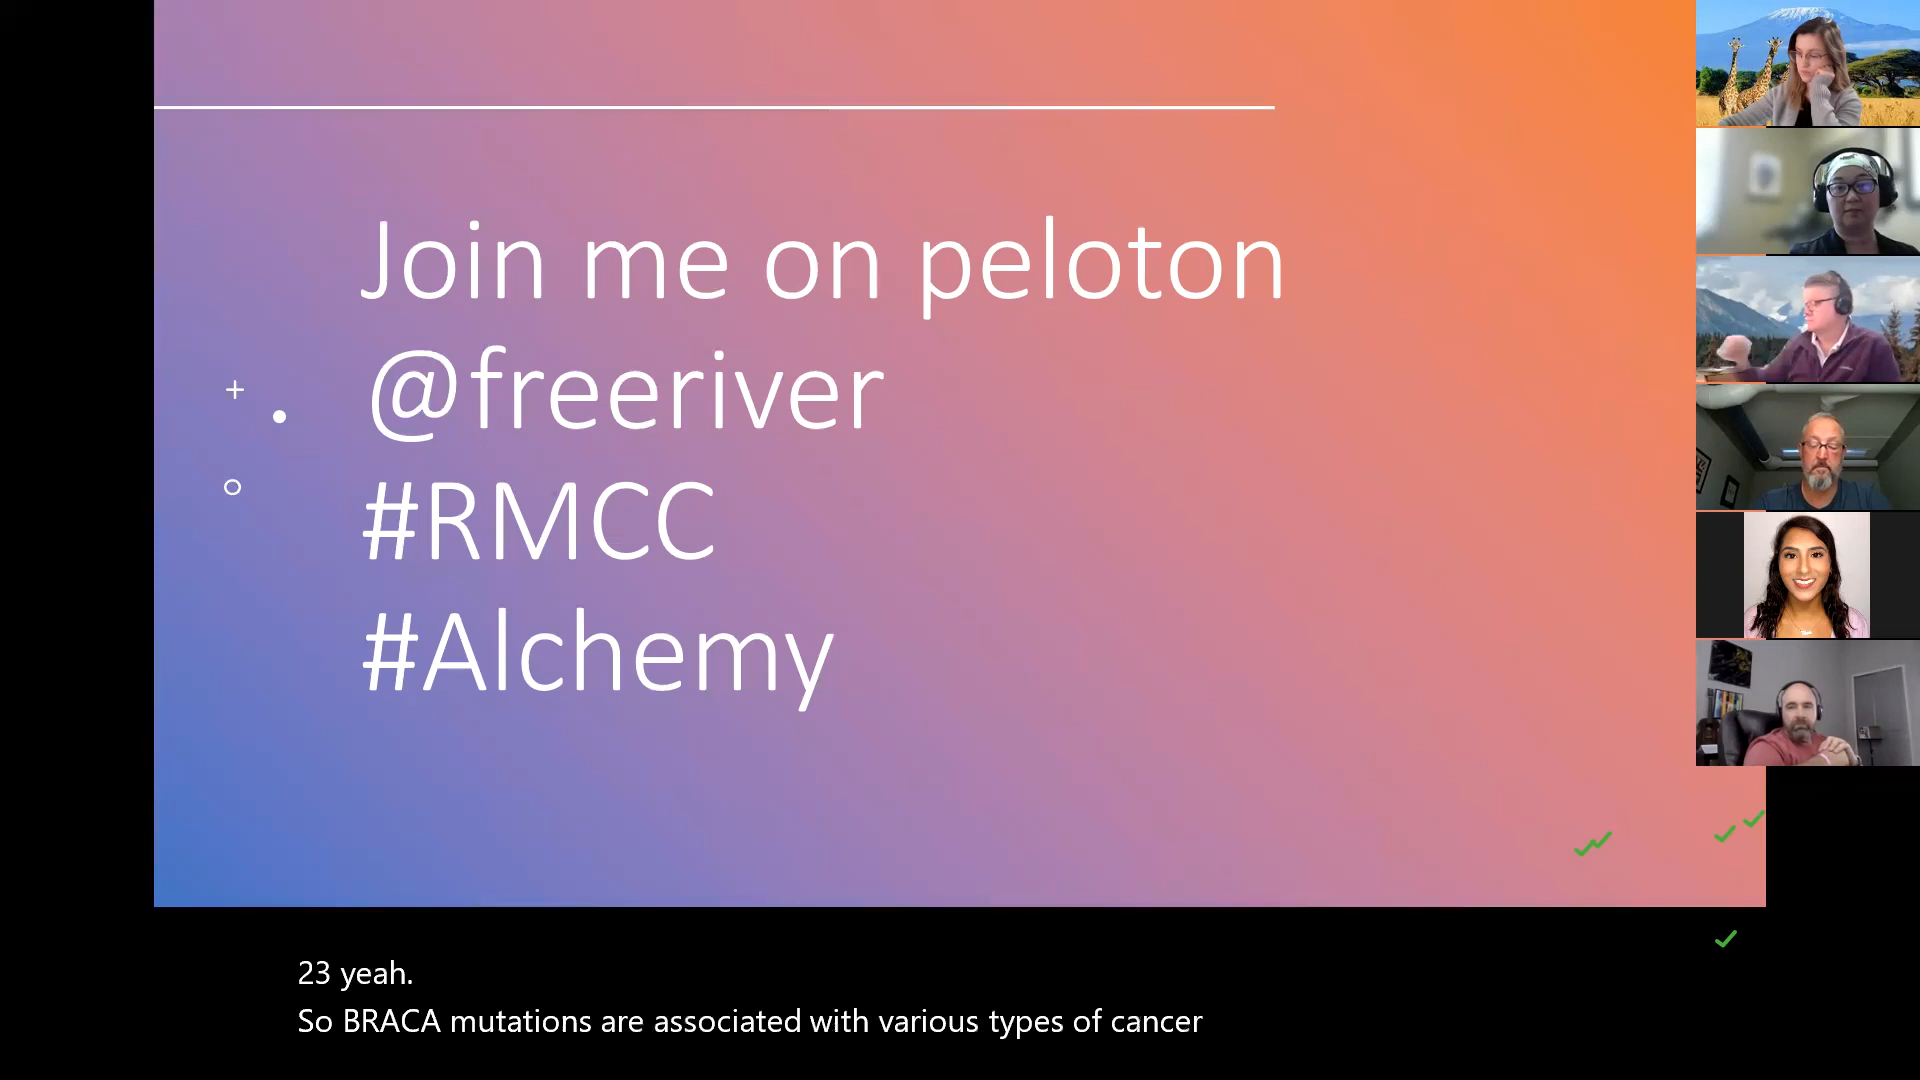 Join me on peloton
@freeriver
#RMCC
#Alchemy
23 yeah.
So BRACA mutations are associated with various types of cancer